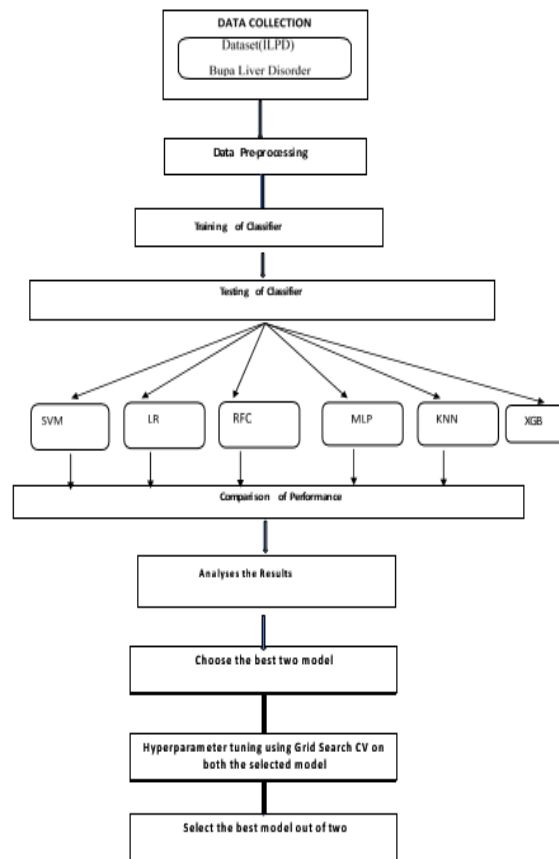 DATA COLLECTION
Dataset(ILPD)
Bupa Liver Disorder
Data Pre-processing
Training of Classifier
Testing of Classifier
SVM
LR
RFC
MLP
KNN
XGB
Comparison of Performance
Analyses the Results
Choose the best two model
Hyperparameter tuning using Grid Search CV on
both the selected model
Select the best model out of two